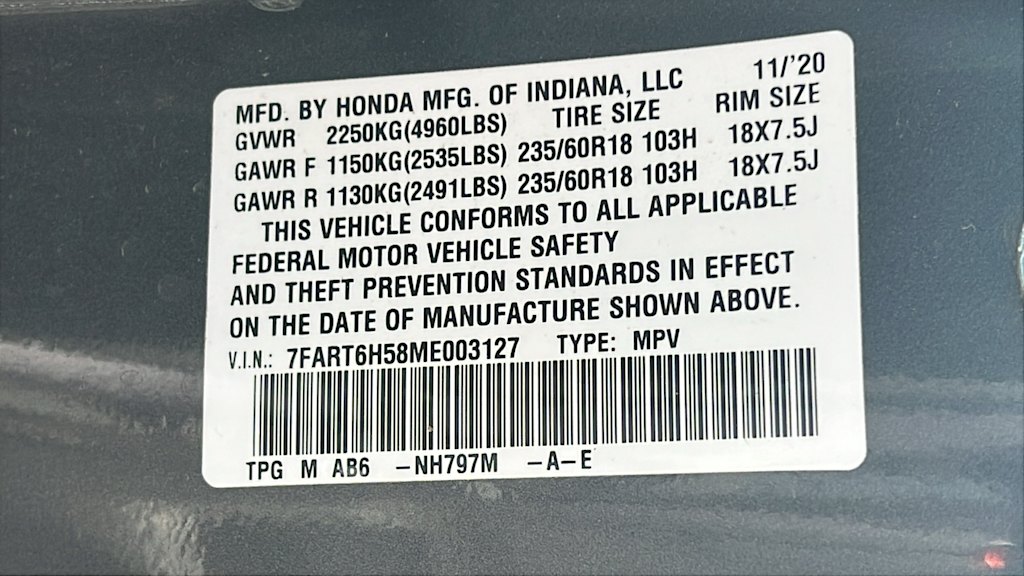 MFD. BY HONDA MFG. OF INDIANA, LLC 11/'20
GVWR 2250KG(4960LBS) TIRE SIZE RIM SIZE
GAWR F 1150KG(2535LBS) 235/60R18 103H 18X7.5J
GAWR R 1130KG(2491LBS) 235/60R18 103H 18X7.5J
THIS VEHICLE CONFORMS TO ALL APPLICABLE
FEDERAL MOTOR VEHICLE SAFETY
AND THEFT PREVENTION STANDARDS IN EFFECT
ON THE DATE OF MANUFACTURE SHOWN ABOVE.
V.I.N.: 7FART6H58ME003127 TYPE: MPV
TPG M AB6 -NH797M -A-E